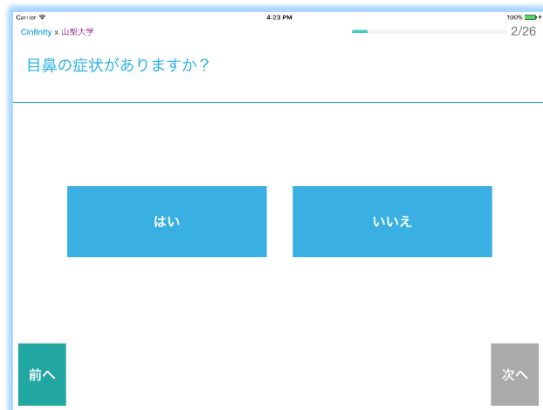 Carrier 4:23 PM 100%
Cinfinity x 山梨大学 2/26
目鼻の症状がありますか？
はい いいえ
前へ 次へ